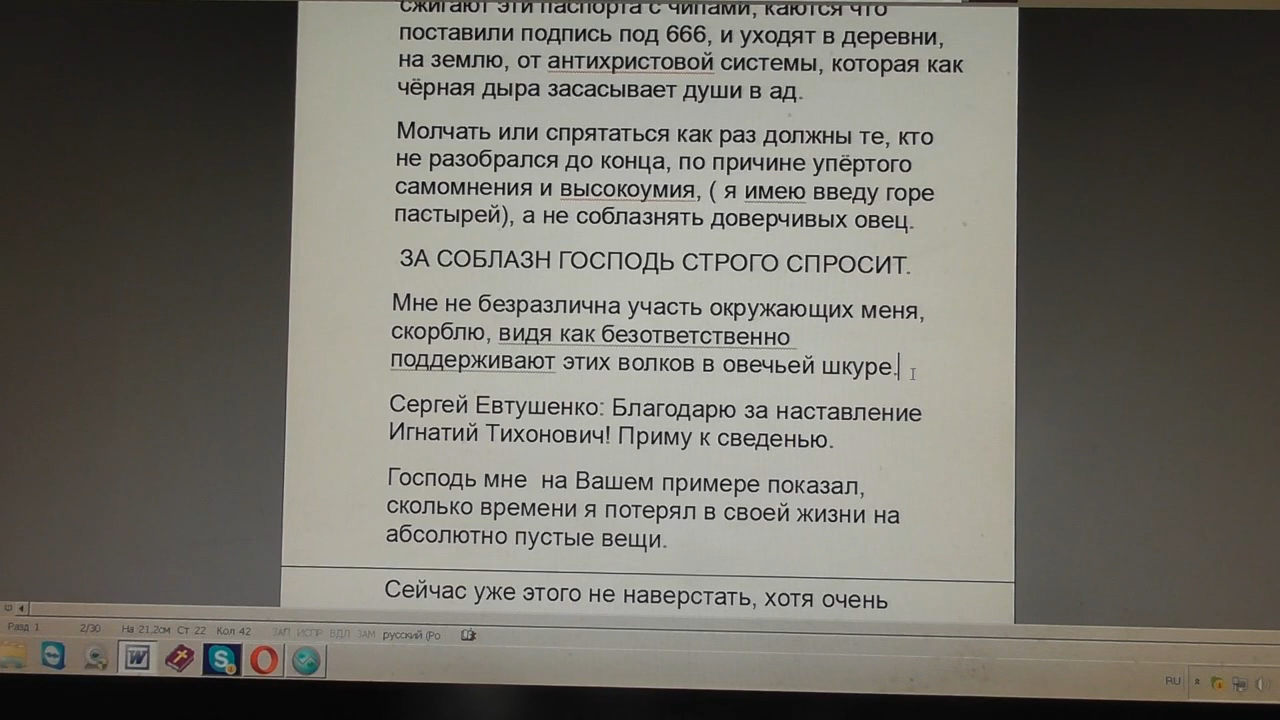 сжигают эти паспорта с чипами, каются что
поставили подпись под 666, и уходят в деревни,
на землю, от антихристовой системы, которая как
чёрная дыра засасывает души в ад.
Молчать или спрятаться как раз должны те, кто
не разобрался до конца, по причине упёртого
самомнения и высокоумия, ( я имею введу горе
пастырей), а не соблазнять доверчивых овец.
ЗА СОБЛАЗН ГОСПОДЬ СТРОГО СПРОСИТ.
Мне не безразлична участь окружающих меня,
скорблю, видя как безответственно
поддерживают этих волков в овечьей шкуре.
Сергей Евтушенко: Благодарю за наставление
Игнатий Тихонович! Приму к сведенью.
Господь мне на Вашем примере показал,
сколько времени я потерял в своей жизни на
абсолютно пустые вещи.
Сейчас уже этого не наверстать, хотя очень
Разд 1 2/30 На 21,2см Ст 22 Кол 42 ЗАП ИСПР ВДЛ ЗАМ русский (Ро
RU